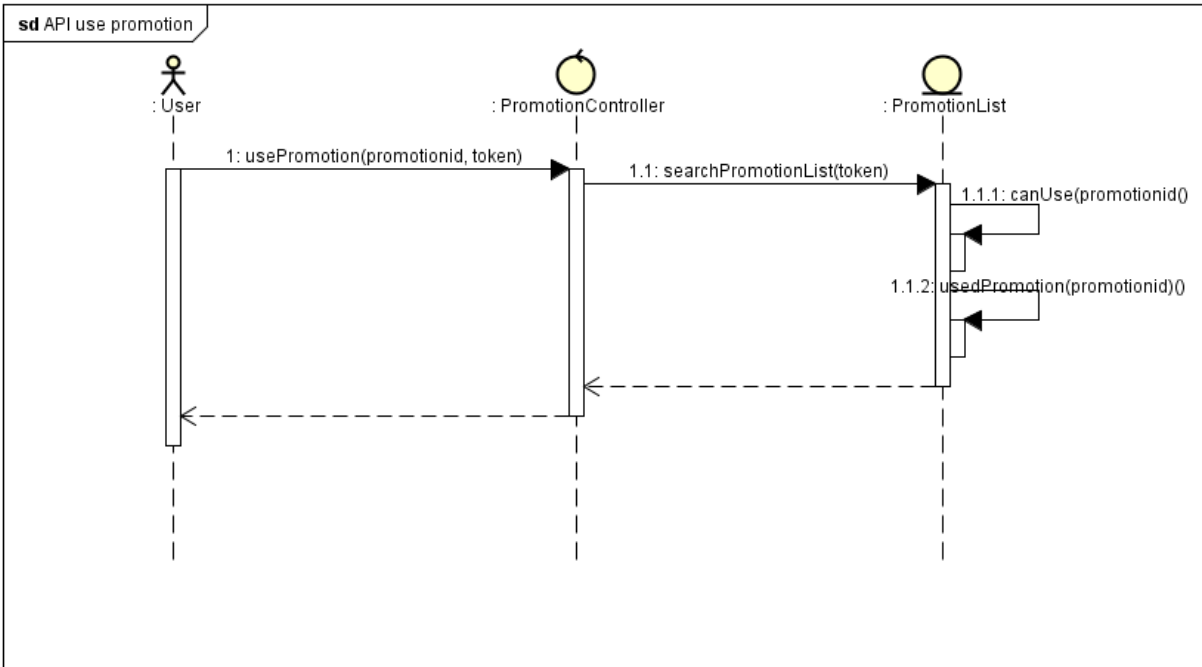 sd API use promotion
: User
: PromotionController
: PromotionList
1: usePromotion(promotionid, token)
1.1: searchPromotionList(token)
1.1.1: canUse(promotionid()
1.1.2: usedPromotion(promotionid)()